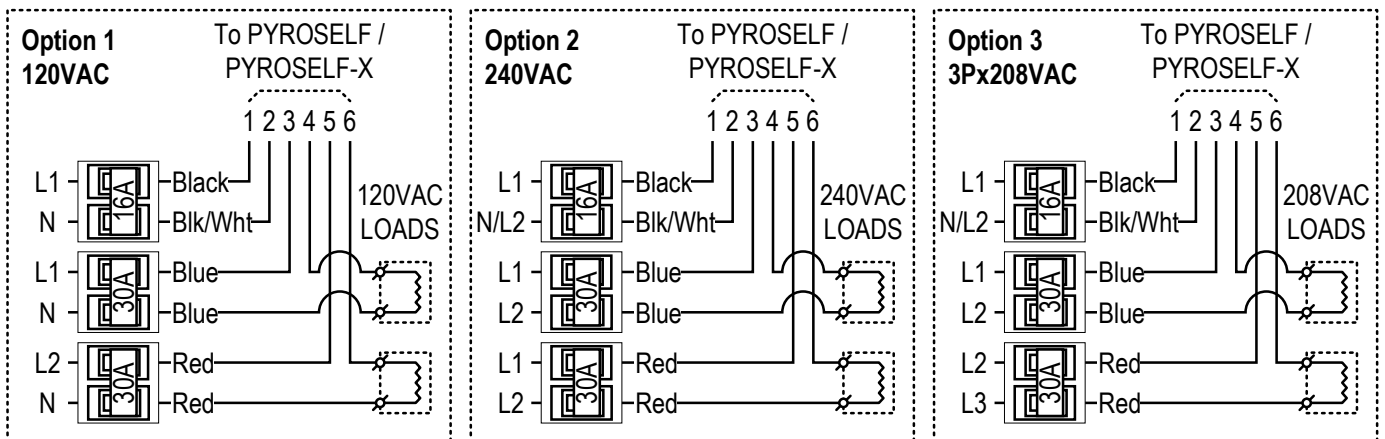 Option 1
120VAC
To PYROSELF /
PYROSELF-X
1 2 3 4 5 6
L1
16A
Black
N
Blk/Wht
120VAC
LOADS
L1
30A
Blue
N
Blue
L2
30A
Red
N
Red
Option 2
240VAC
To PYROSELF /
PYROSELF-X
1 2 3 4 5 6
L1
16A
Black
N/L2
Blk/Wht
240VAC
LOADS
L1
30A
Blue
L2
Blue
L1
30A
Red
L2
Red
Option 3
3Px208VAC
To PYROSELF /
PYROSELF-X
1 2 3 4 5 6
L1
16A
Black
N/L2
Blk/Wht
208VAC
LOADS
L1
30A
Blue
L2
Blue
L2
30A
Red
L3
Red